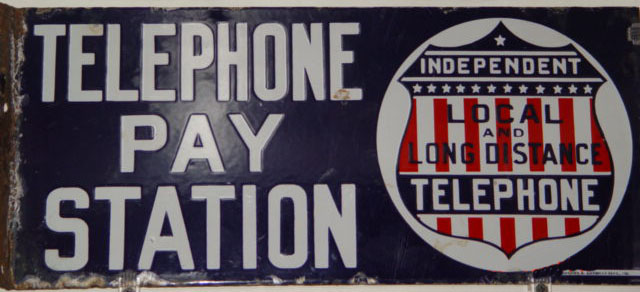 TELEPHONE
PAY
STATION
INDEPENDENT
LOCAL
AND
LONG DISTANCE
TELEPHONE